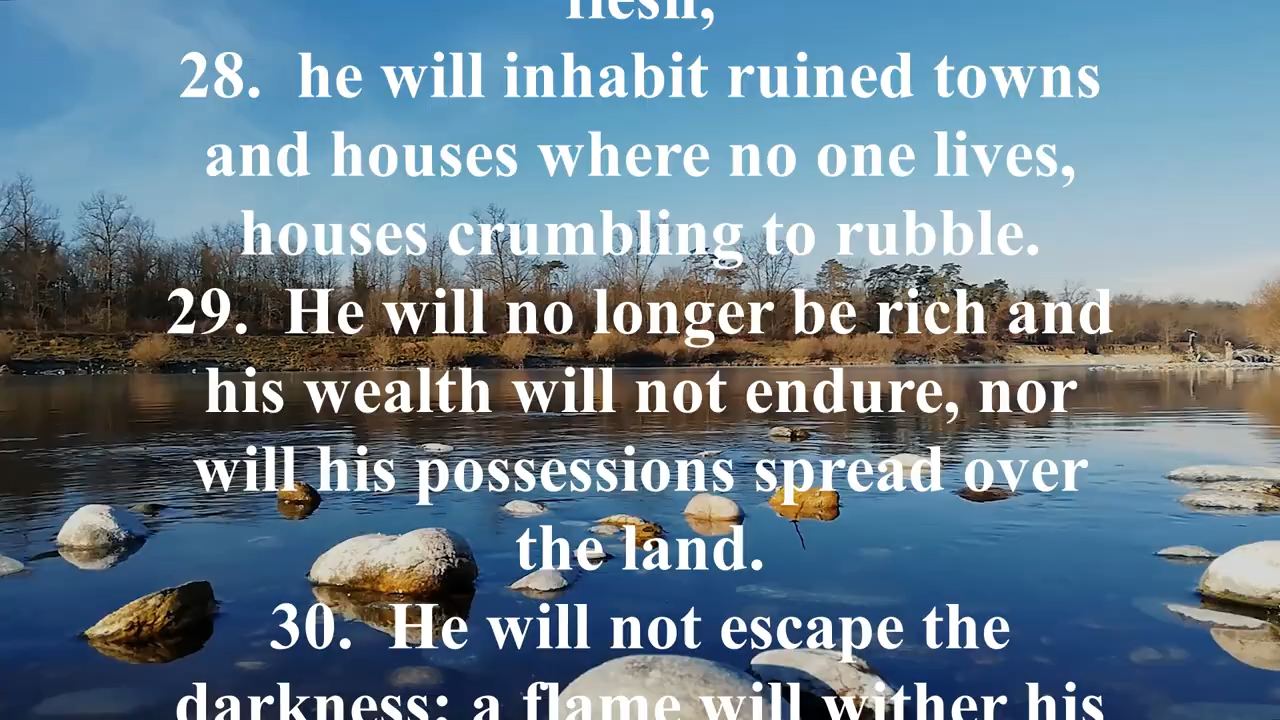 flesh,
28. he will inhabit ruined towns
and houses where no one lives,
houses crumbling to rubble.
29. He will no longer be rich and
his wealth will not endure, nor
will his possessions spread over
the land.
30. He will not escape the
darkness; a flame will wither his